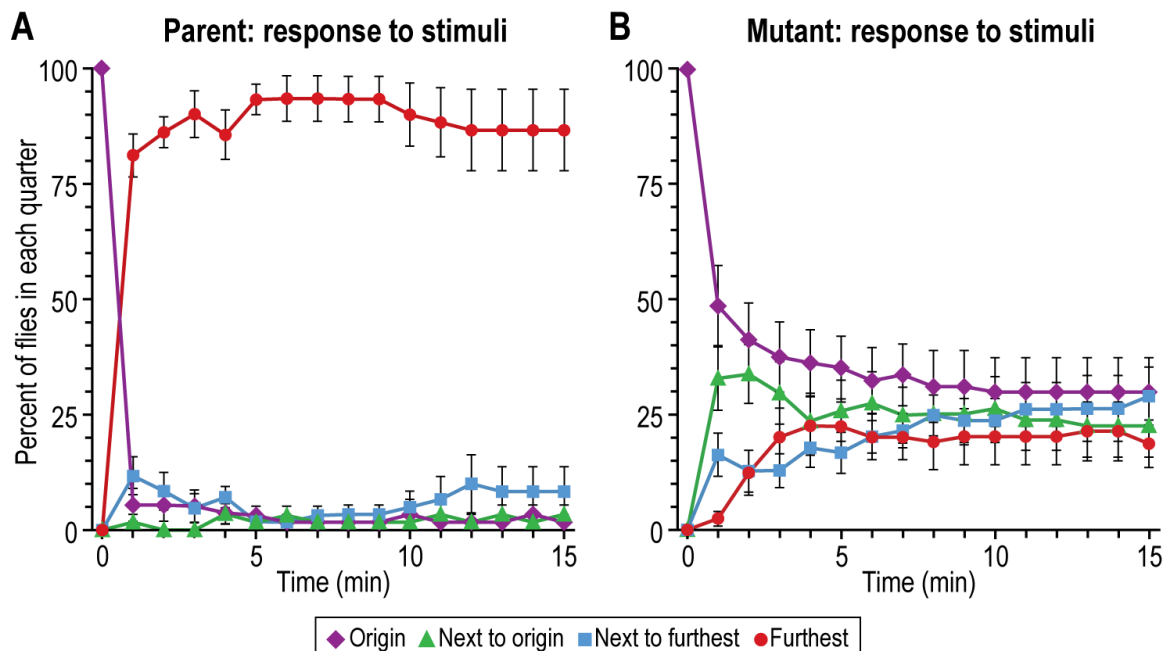 A Parent: response to stimuli
B Mutant: response to stimuli
Percent of flies in each quarter
100
75
50
25
0
0 5 10 15
Time (min)
100
75
50
25
0
0 5 10 15
Time (min)
Origin Next to origin Next to furthest Furthest